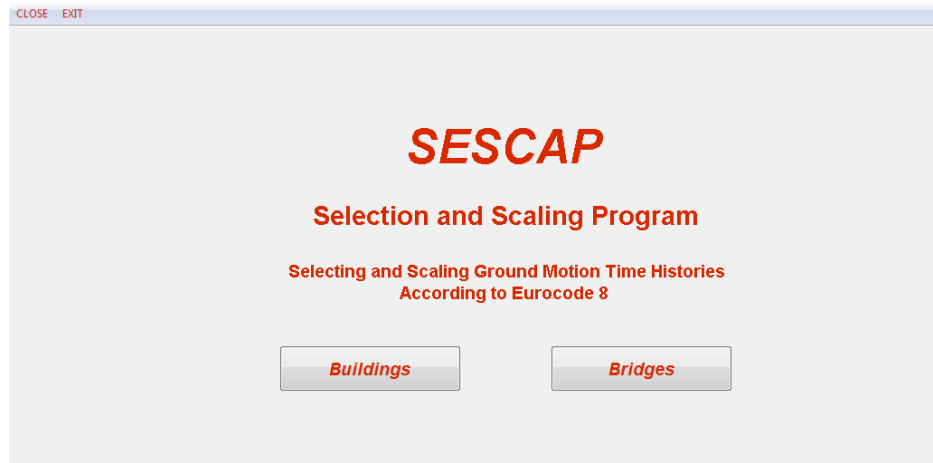 CLOSE EXIT
SESCAP
Selection and Scaling Program
Selecting and Scaling Ground Motion Time Histories
According to Eurocode 8
Buildings Bridges